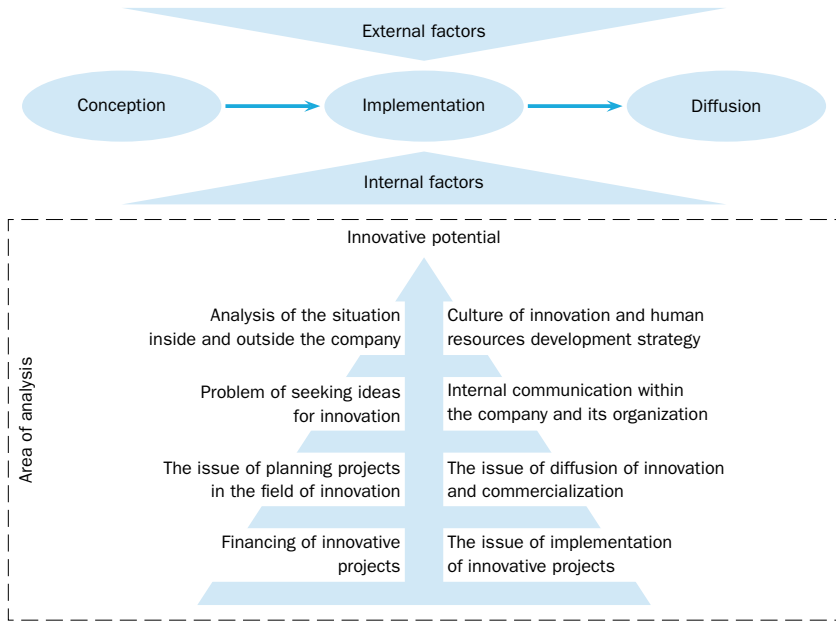 External factors
Conception
Implementation
Diffusion
Internal factors
Innovative potential
Area of analysis
Analysis of the situation
inside and outside the company
Culture of innovation and human
resources development strategy
Problem of seeking ideas
for innovation
Internal communication within
the company and its organization
The issue of planning projects
in the field of innovation
The issue of diffusion of innovation
and commercialization
Financing of innovative
projects
The issue of implementation
of innovative projects